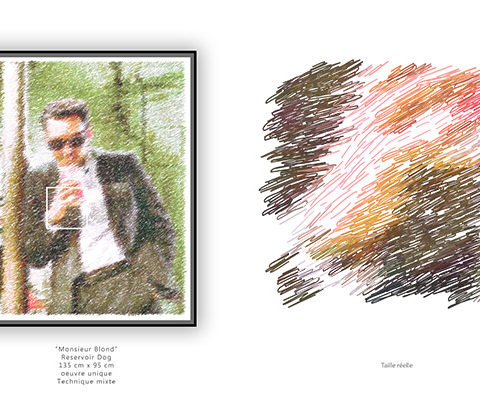 "Monsieur Blond"
Reservoir Dog
135 cm x 95 cm
oeuvre unique
Technique mixte
Taille réelle